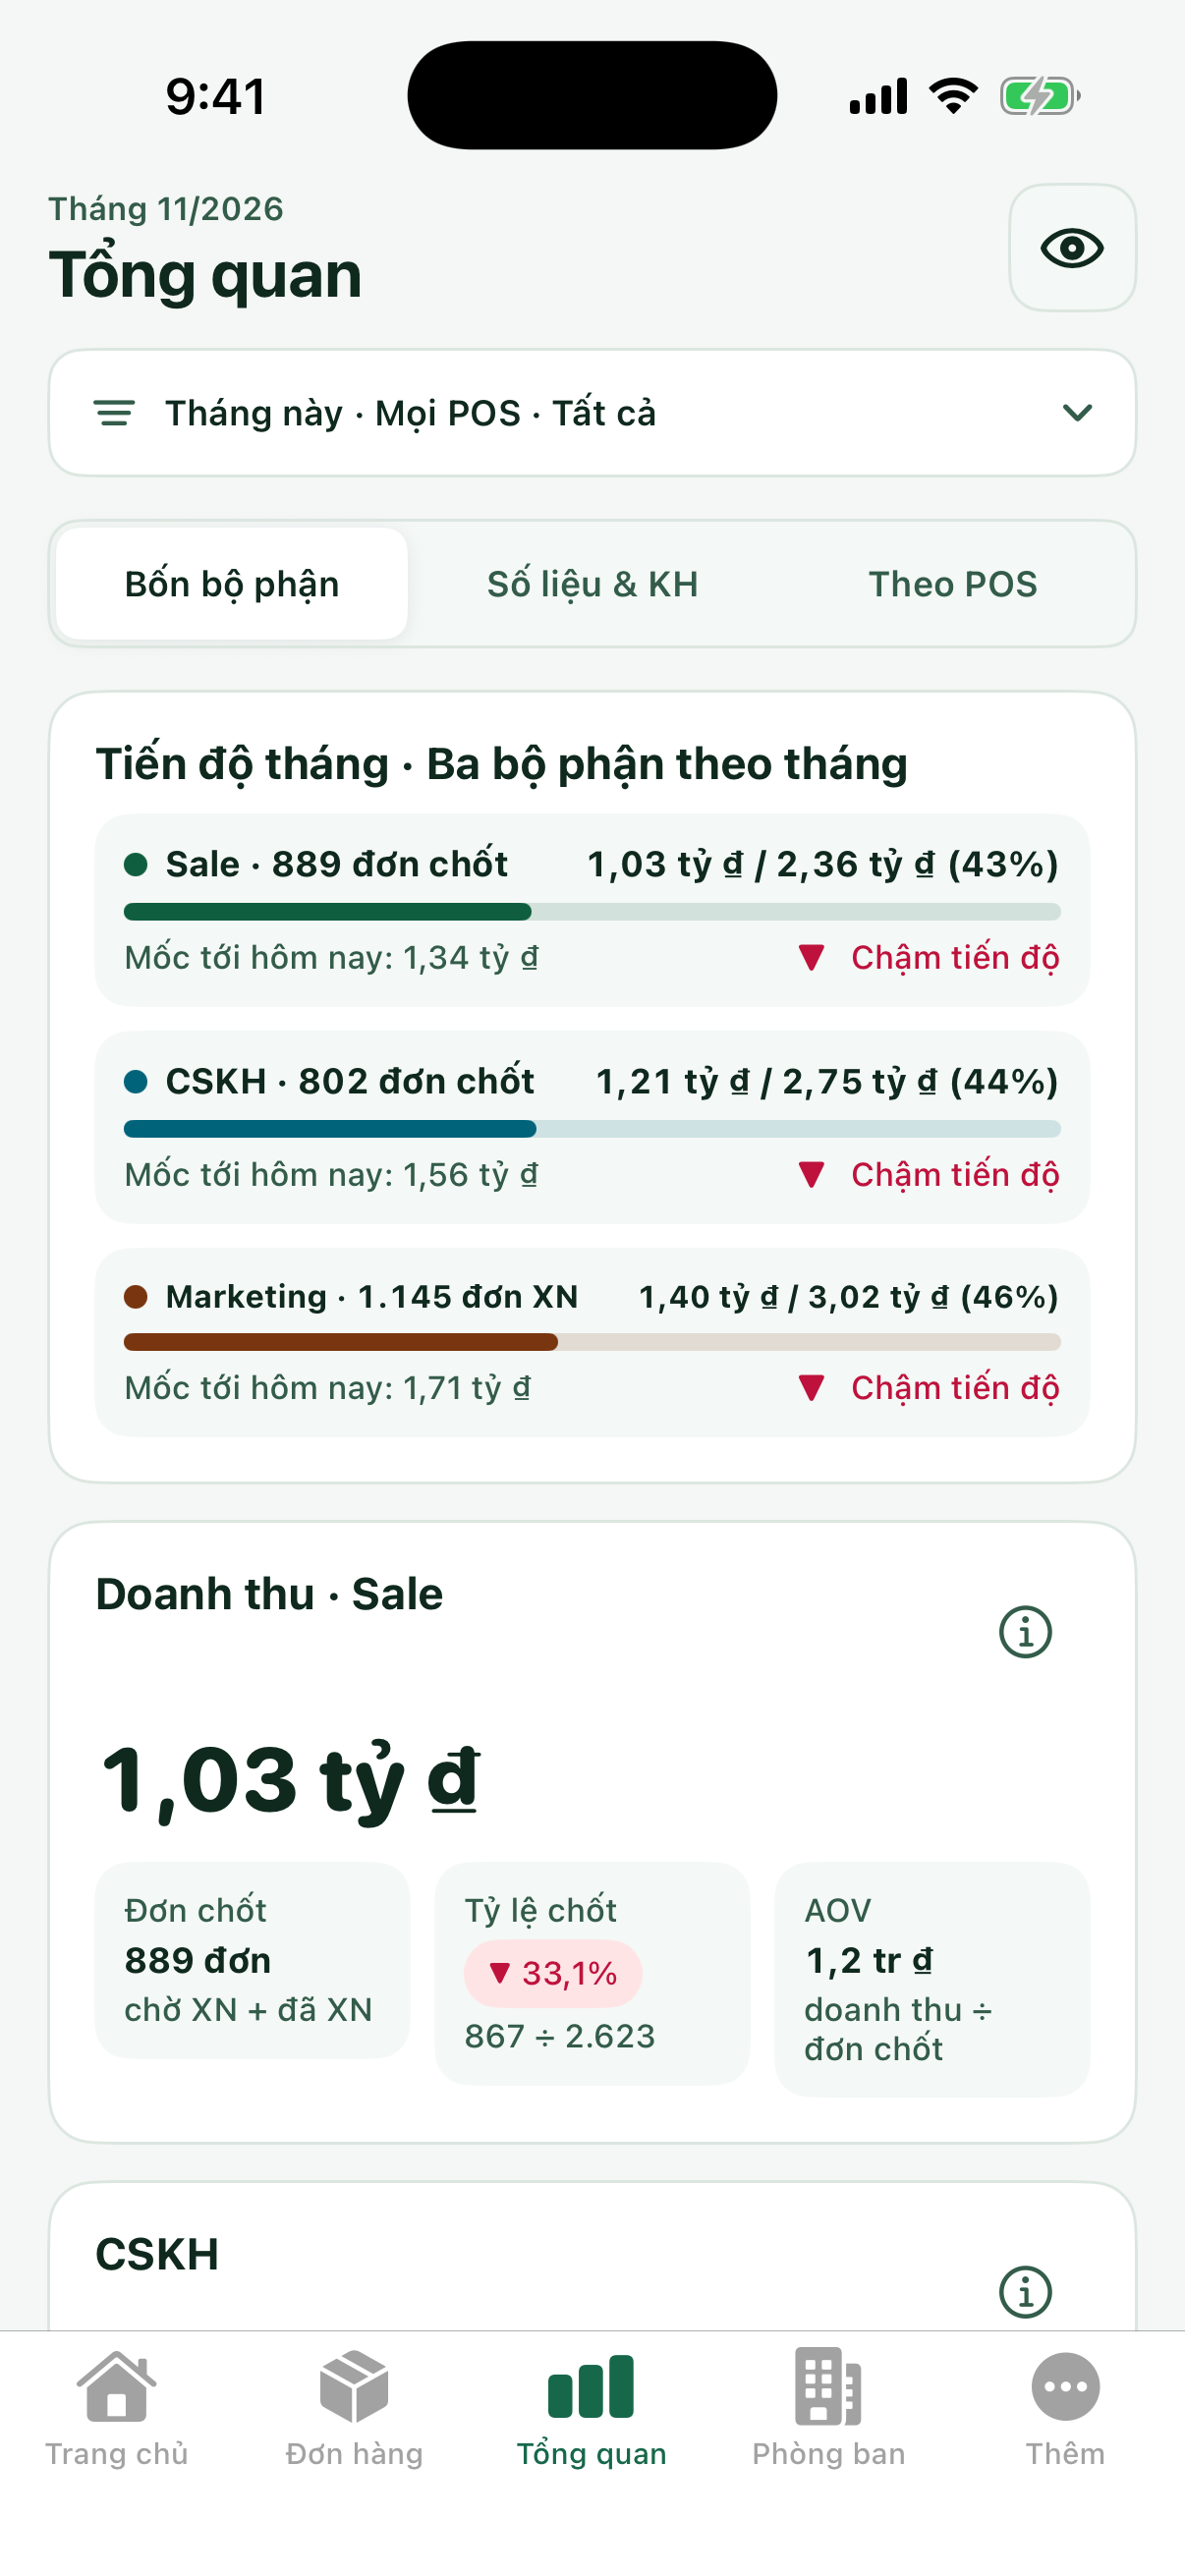 9:41
Tháng 11/2026
Tổng quan
Tháng này · Mọi POS · Tất cả
Bốn bộ phận
Số liệu & KH
Theo POS
Tiến độ tháng · Ba bộ phận theo tháng
Sale · 889 đơn chốt 1,03 tỷ ₫ / 2,36 tỷ ₫ (43%)
Mốc tới hôm nay: 1,34 tỷ ₫ ▼ Chậm tiến độ
CSKH · 802 đơn chốt 1,21 tỷ ₫ / 2,75 tỷ ₫ (44%)
Mốc tới hôm nay: 1,56 tỷ ₫ ▼ Chậm tiến độ
Marketing · 1.145 đơn XN 1,40 tỷ ₫ / 3,02 tỷ ₫ (46%)
Mốc tới hôm nay: 1,71 tỷ ₫ ▼ Chậm tiến độ
Doanh thu · Sale
1,03 tỷ ₫
Đơn chốt
889 đơn
chờ XN + đã XN
Tỷ lệ chốt
▼ 33,1%
867 ÷ 2.623
AOV
1,2 tr ₫
doanh thu ÷
đơn chốt
CSKH
Trang chủ
Đơn hàng
Tổng quan
Phòng ban
Thêm